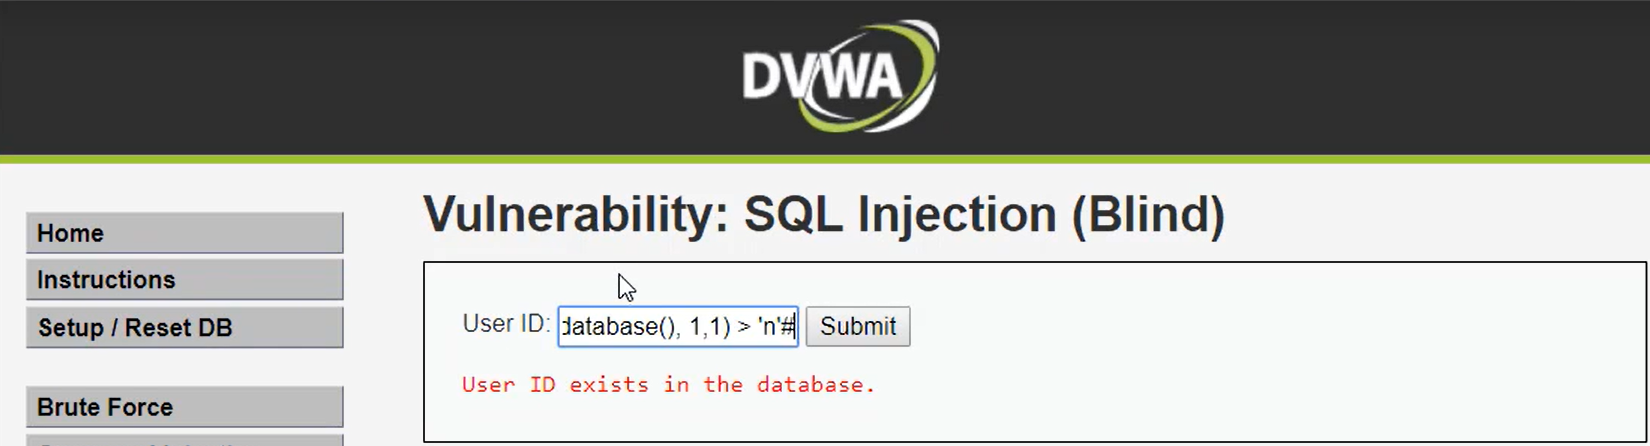 DVWA
Home
Instructions
Setup / Reset DB
Brute Force
Vulnerability: SQL Injection (Blind)
User ID: database(), 1,1) > 'n'# Submit
User ID exists in the database.